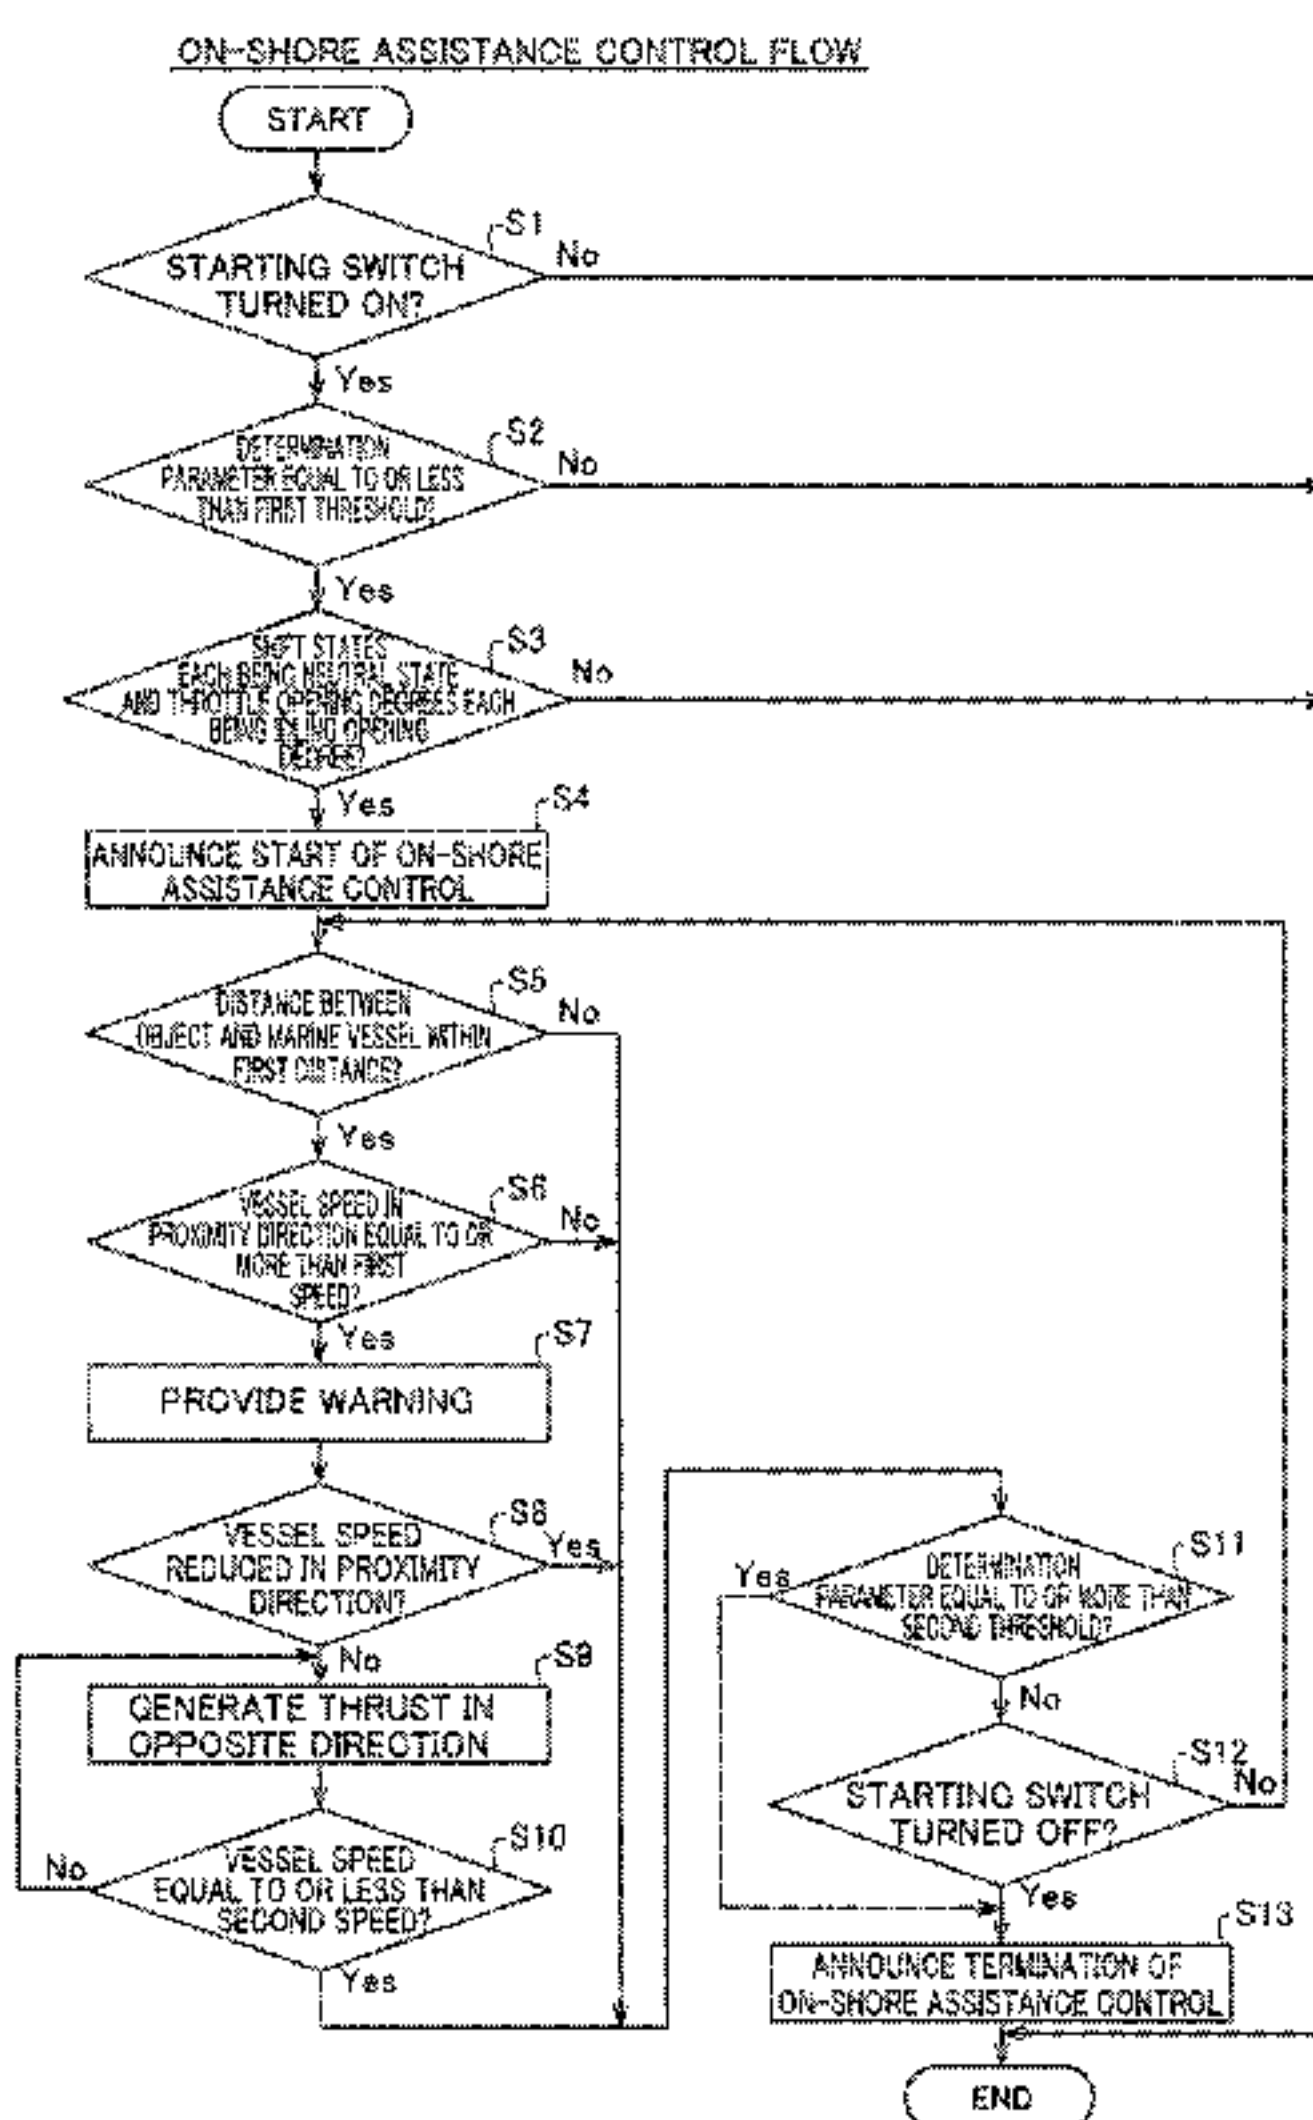 ON-SHORE ASSISTANCE CONTROL FLOW
START
S1
STARTING SWITCH
TURNED ON?
No
Yes
S2
DETERMINATION
PARAMETER EQUAL TO OR LESS
THAN FIRST THRESHOLD?
No
Yes
S3
SHIFT STATES
EACH BEING NEUTRAL STATE
AND THROTTLE OPENING DEGREES EACH
BEING IDLING OPENING
DEGREE?
No
Yes
S4
ANNOUNCE START OF ON-SHORE
ASSISTANCE CONTROL
S5
DISTANCE BETWEEN
OBJECT AND MARINE VESSEL WITHIN
FIRST DISTANCE?
No
Yes
S6
VESSEL SPEED IN
PROXIMITY DIRECTION EQUAL TO OR
MORE THAN FIRST
SPEED?
No
Yes
S7
PROVIDE WARNING
S8
VESSEL SPEED
REDUCED IN PROXIMITY
DIRECTION?
Yes
No
S9
GENERATE THRUST IN
OPPOSITE DIRECTION
S10
VESSEL SPEED
EQUAL TO OR LESS THAN
SECOND SPEED?
No
Yes
S11
DETERMINATION
PARAMETER EQUAL TO OR MORE THAN
SECOND THRESHOLD?
Yes
No
S12
STARTING SWITCH
TURNED OFF?
No
Yes
S13
ANNOUNCE TERMINATION OF
ON-SHORE ASSISTANCE CONTROL
END